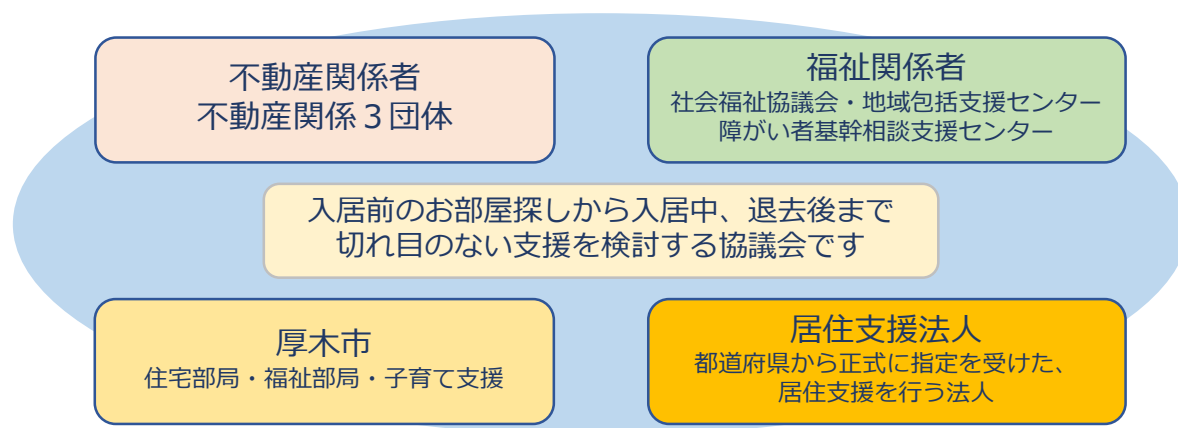 不動産関係者
不動産関係３団体
福祉関係者
社会福祉協議会・地域包括支援センター
障がい者基幹相談支援センター
入居前のお部屋探しから入居中、退去後まで
切れ目のない支援を検討する協議会です
厚木市
住宅部局・福祉部局・子育て支援
居住支援法人
都道府県から正式に指定を受けた、
居住支援を行う法人